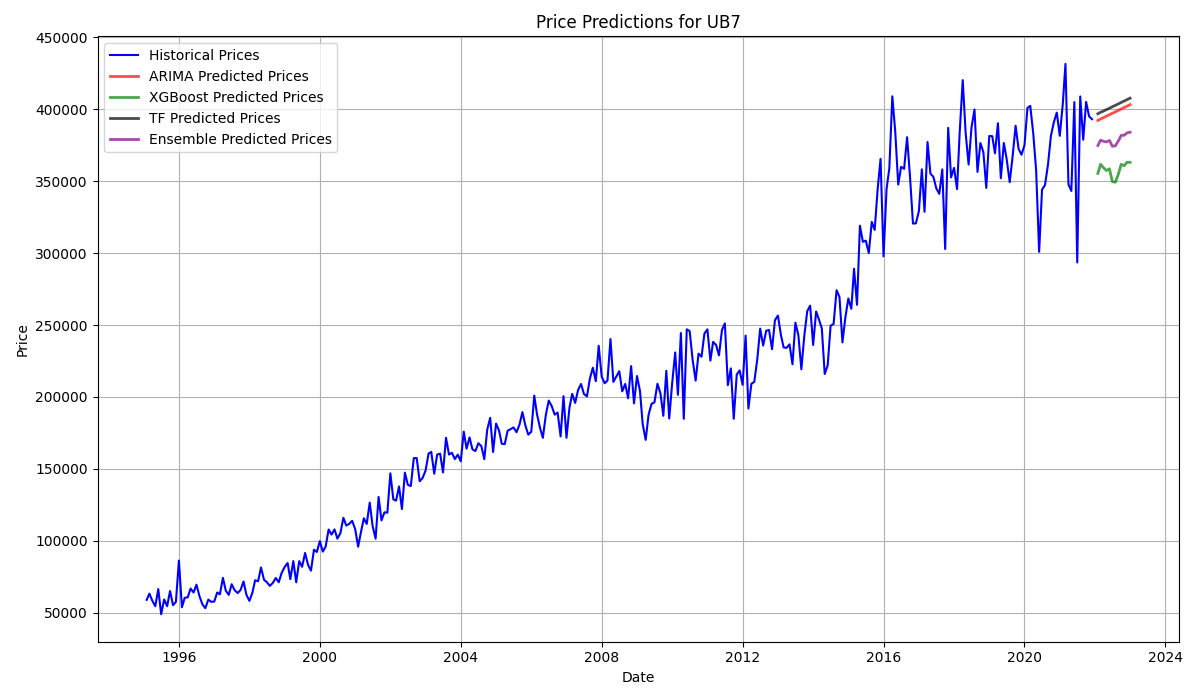 Price Predictions for UB7
450000
400000
350000
300000
250000
200000
150000
100000
50000
Price
Historical Prices
ARIMA Predicted Prices
XGBoost Predicted Prices
TF Predicted Prices
Ensemble Predicted Prices
1996 2000 2004 2008 2012 2016 2020 2024
Date